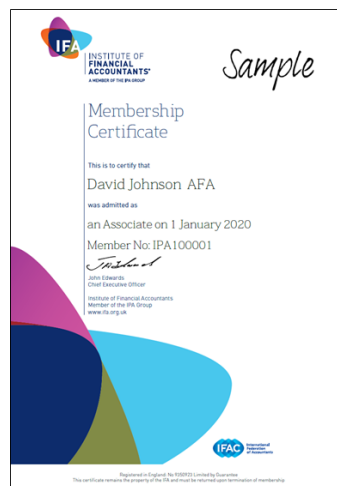 IFA
INSTITUTE OF
FINANCIAL
ACCOUNTANTS
A MEMBER OF THE IPA GROUP
Sample
Membership
Certificate
This is to certify that
David Johnson AFA
was admitted as
an Associate on 1 January 2020
Member No: IPA100001
John Edwards
Chief Executive Officer
Institute of Financial Accountants
Member of the IPA Group
www.ifa.org.uk
IFAC
International
Federation
of Accountants
Registered in England: No Limited by Guarantee
This certificate remains the property of the IFA and must be returned upon termination of membership